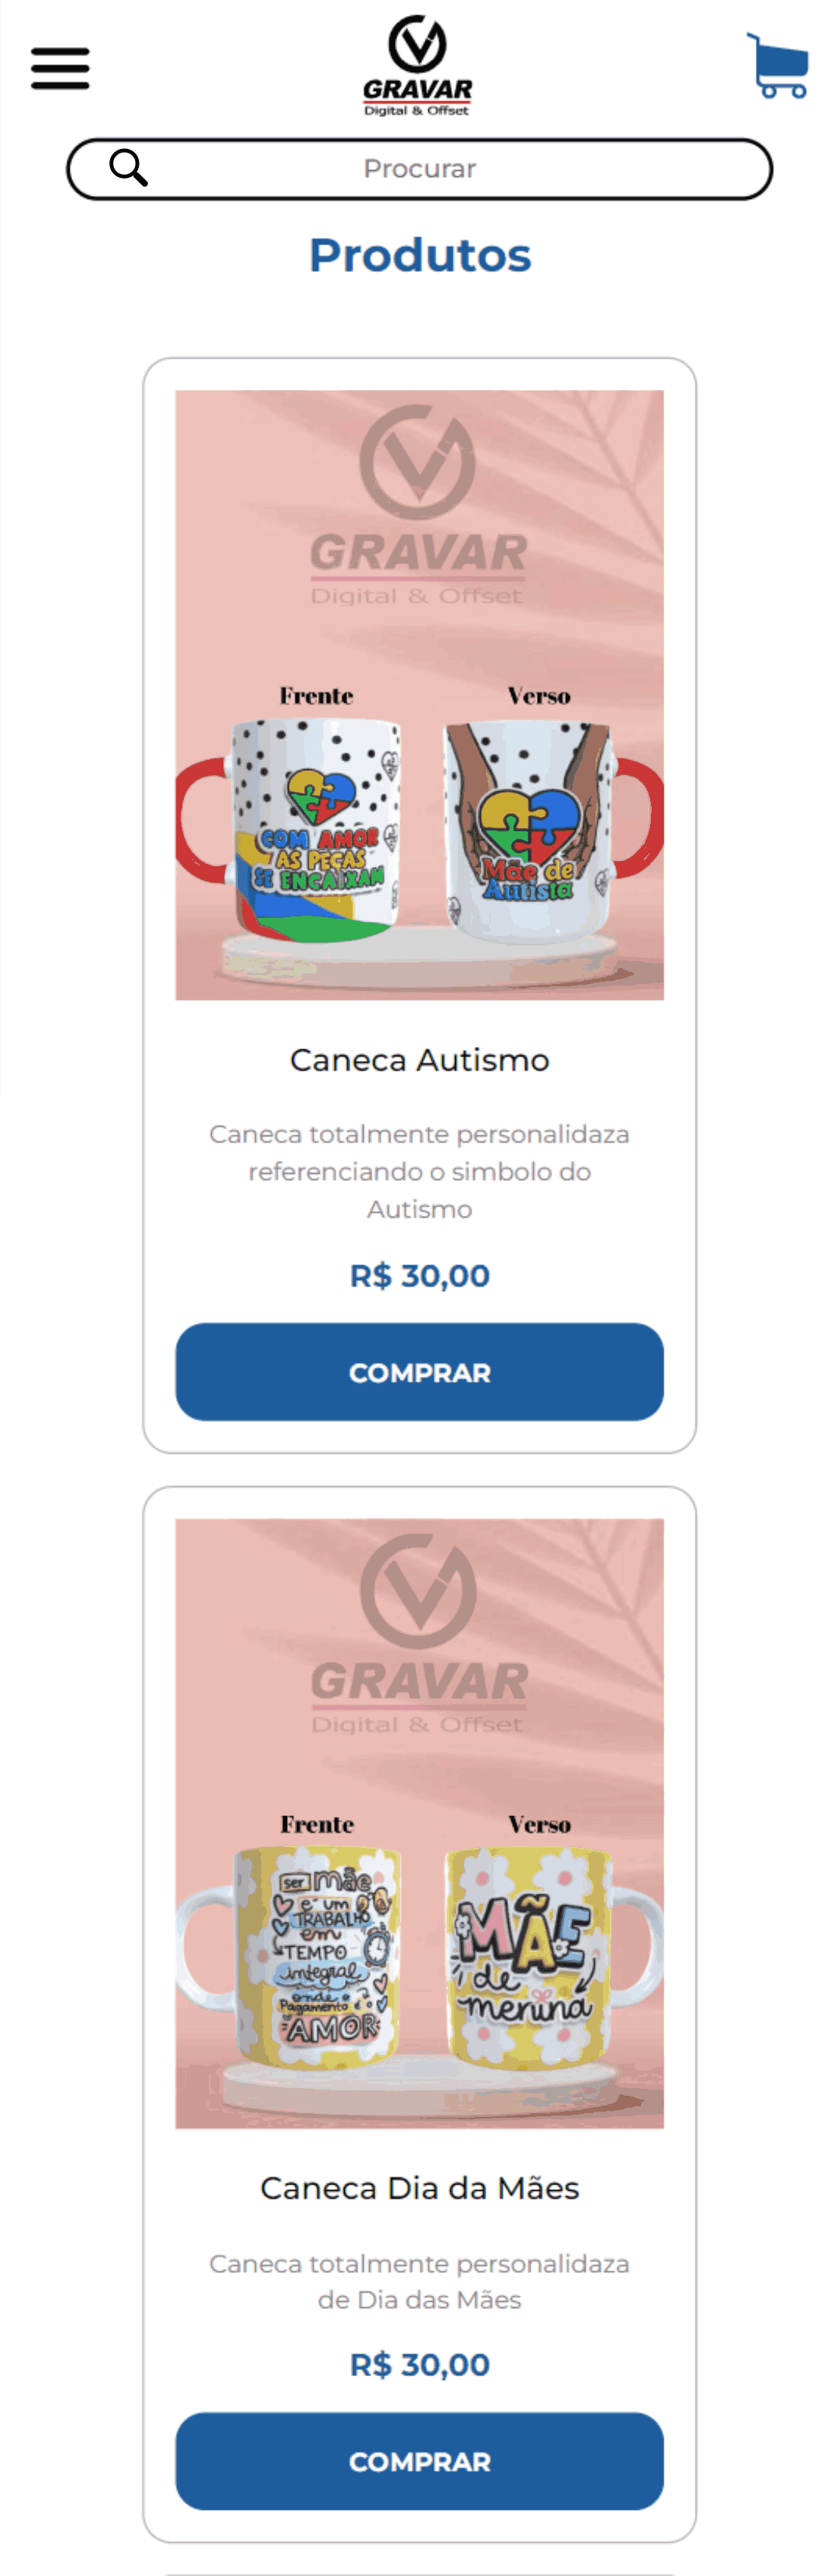 GRAVAR
Digital & Offset
Procurar
Produtos
GRAVAR
Digital & Offset
Frente
Verso
COM AMOR
AS PEÇAS
SE ENCAIXAM
Mãe de
Autista
Caneca Autismo
Caneca totalmente personalidaza
referenciando o simbolo do
Autismo
R$ 30,00
COMPRAR
GRAVAR
Digital & Offset
Frente
Verso
ser mãe
é um
TRABALHO
em
TEMPO
integral
onde o
Pagamento é o
AMOR
MÃE
de
menina
Caneca Dia da Mães
Caneca totalmente personalidaza
de Dia das Mães
R$ 30,00
COMPRAR